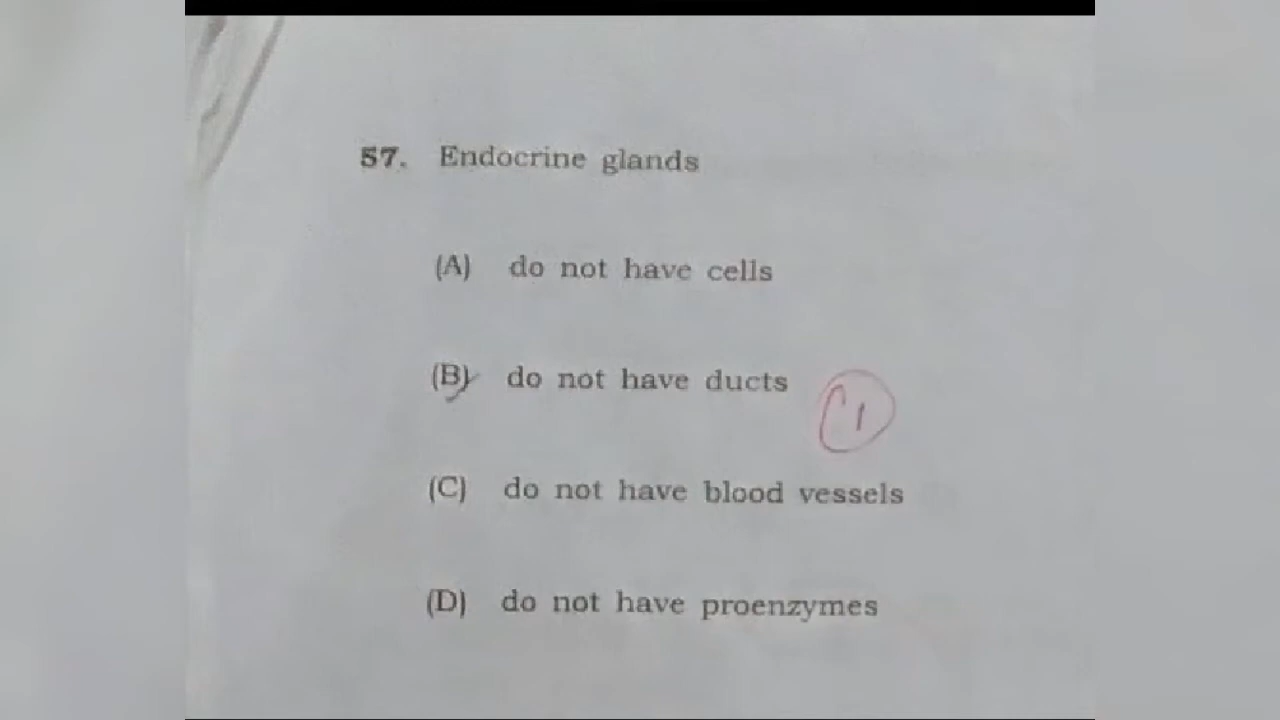 57. Endocrine glands
(A) do not have cells
(B) do not have ducts
1
(C) do not have blood vessels
(D) do not have proenzymes